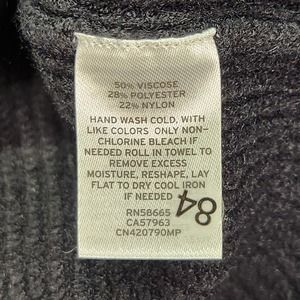 50% VISCOSE
28% POLYESTER
22% NYLON
HAND WASH COLD, WITH
LIKE COLORS ONLY NON-
CHLORINE BLEACH IF
NEEDED ROLL IN TOWEL TO
REMOVE EXCESS
MOISTURE, RESHAPE, LAY
FLAT TO DRY COOL IRON
IF NEEDED
84
RN58665
CA57963
CN420790MP